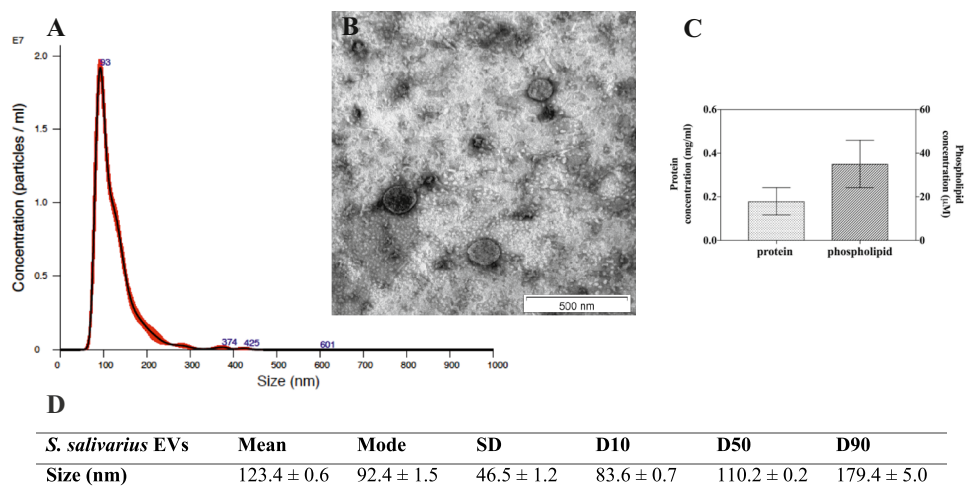 A
E7
2.0
1.5
1.0
0.5
0
93
374
425
601
0
100
200
300
400
500
600
700
800
900
1000
Concentration (particles / ml)
Size (nm)
B
500 nm
C
0.6
0.4
0.2
0.0
Protein
concentration (mg/ml)
60
40
20
0
Phospholipid
concentration (μM)
protein
phospholipid
D
S. salivarius EVs Mean Mode SD D10 D50 D90
Size (nm) 123.4 ± 0.6 92.4 ± 1.5 46.5 ± 1.2 83.6 ± 0.7 110.2 ± 0.2 179.4 ± 5.0